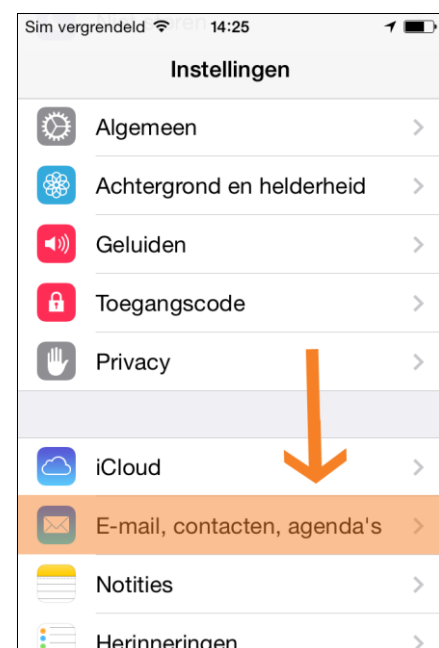 Sim vergrendeld 14:25
Instellingen
Algemeen
Achtergrond en helderheid
Geluiden
Toegangscode
Privacy
iCloud
E-mail, contacten, agenda's
Notities
Herinneringen